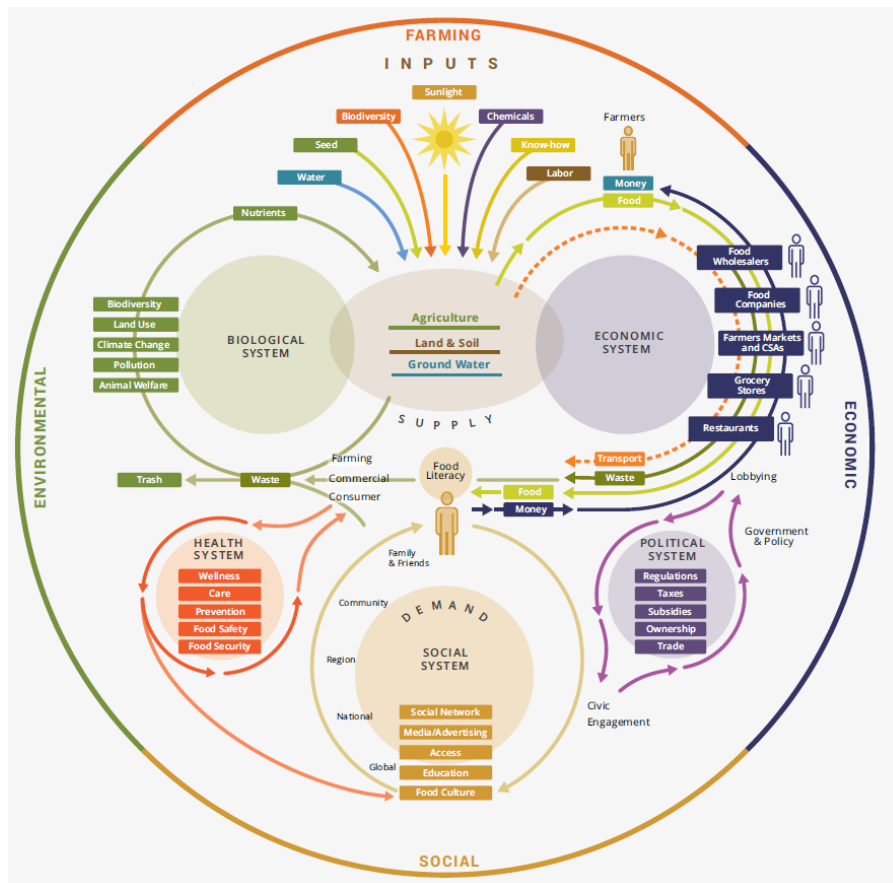 FARMING
INPUTS
Sunlight
Biodiversity
Chemicals
Seed
Know-how
Water
Labor
Farmers
Money
Food
Nutrients
Food
Wholesalers
Food
Companies
Farmers Markets
and CSAs
Grocery
Stores
Restaurants
Biodiversity
Land Use
Climate Change
Pollution
Animal Welfare
BIOLOGICAL
SYSTEM
Agriculture
Land & Soil
Ground Water
ECONOMIC
SYSTEM
SUPPLY
ENVIRONMENTAL
ECONOMIC
Farming
Commercial
Consumer
Trash
Waste
Food
Literacy
Transport
Waste
Food
Money
Lobbying
Government
& Policy
HEALTH
SYSTEM
Wellness
Care
Prevention
Food Safety
Food Security
Family
& Friends
Community
Region
National
Global
DEMAND
SOCIAL
SYSTEM
Social Network
Media/Advertising
Access
Education
Food Culture
POLITICAL
SYSTEM
Regulations
Taxes
Subsidies
Ownership
Trade
Civic
Engagement
SOCIAL